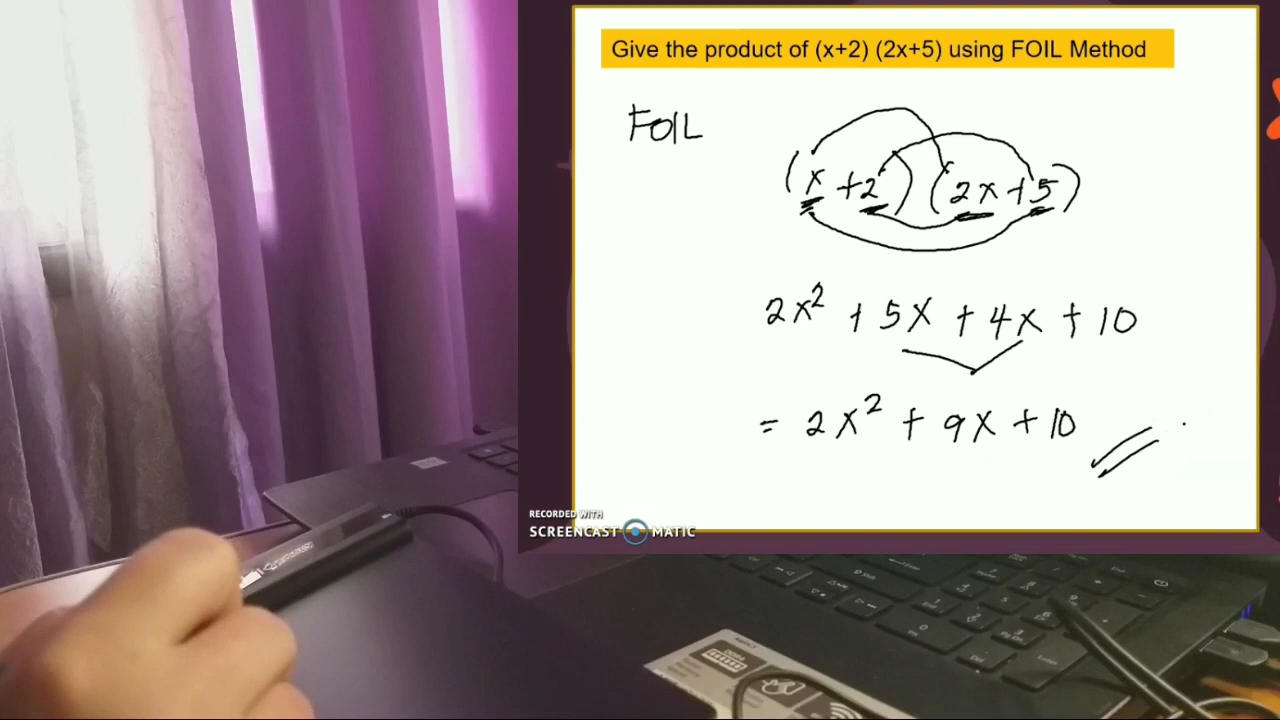 Give the product of (x+2) (2x+5) using FOIL Method
FOIL
(x +2) (2x+5)
2x² + 5x + 4x + 10
= 2x² + 9x + 10
RECORDED WITH
SCREENCAST MATIC